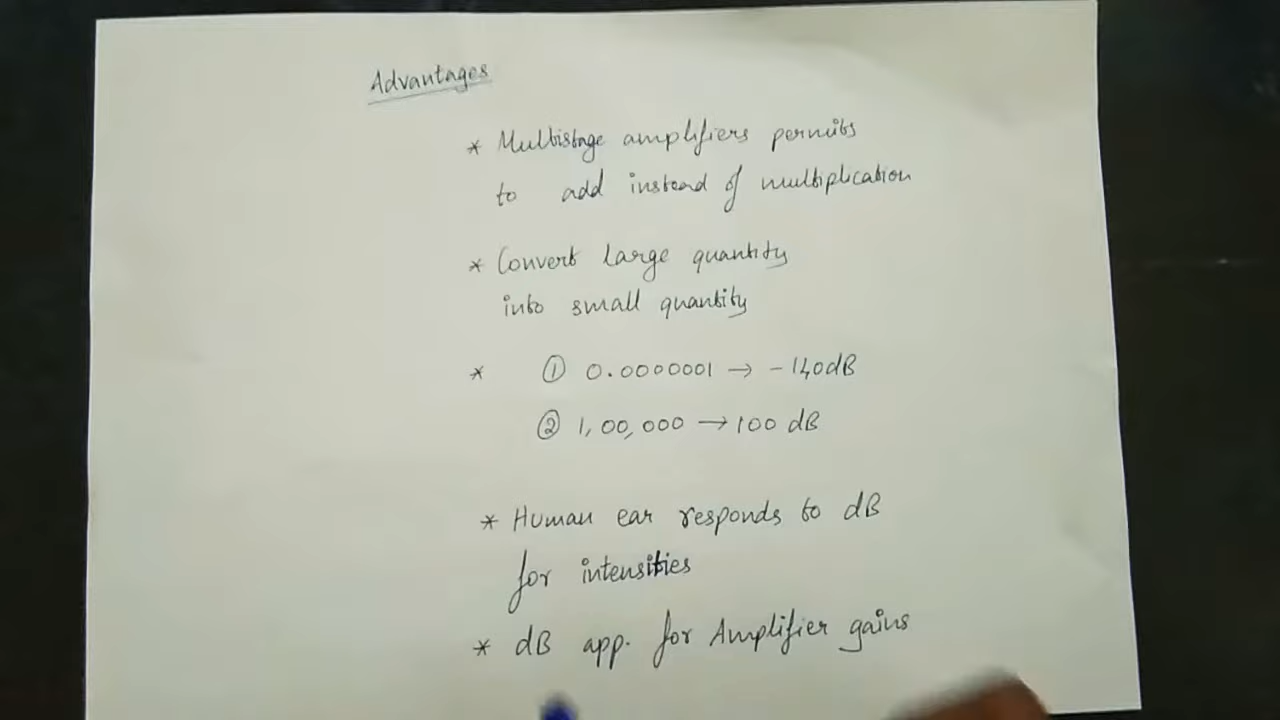 Advantages
* Multistage amplifiers permits
to add instead of multiplication
* Convert large quantity
into small quantity
* ① 0.0000001 → -140dB
② 1,00,000 → 100 dB
* Human ear responds to dB
for intensities
* dB app. for Amplifier gains